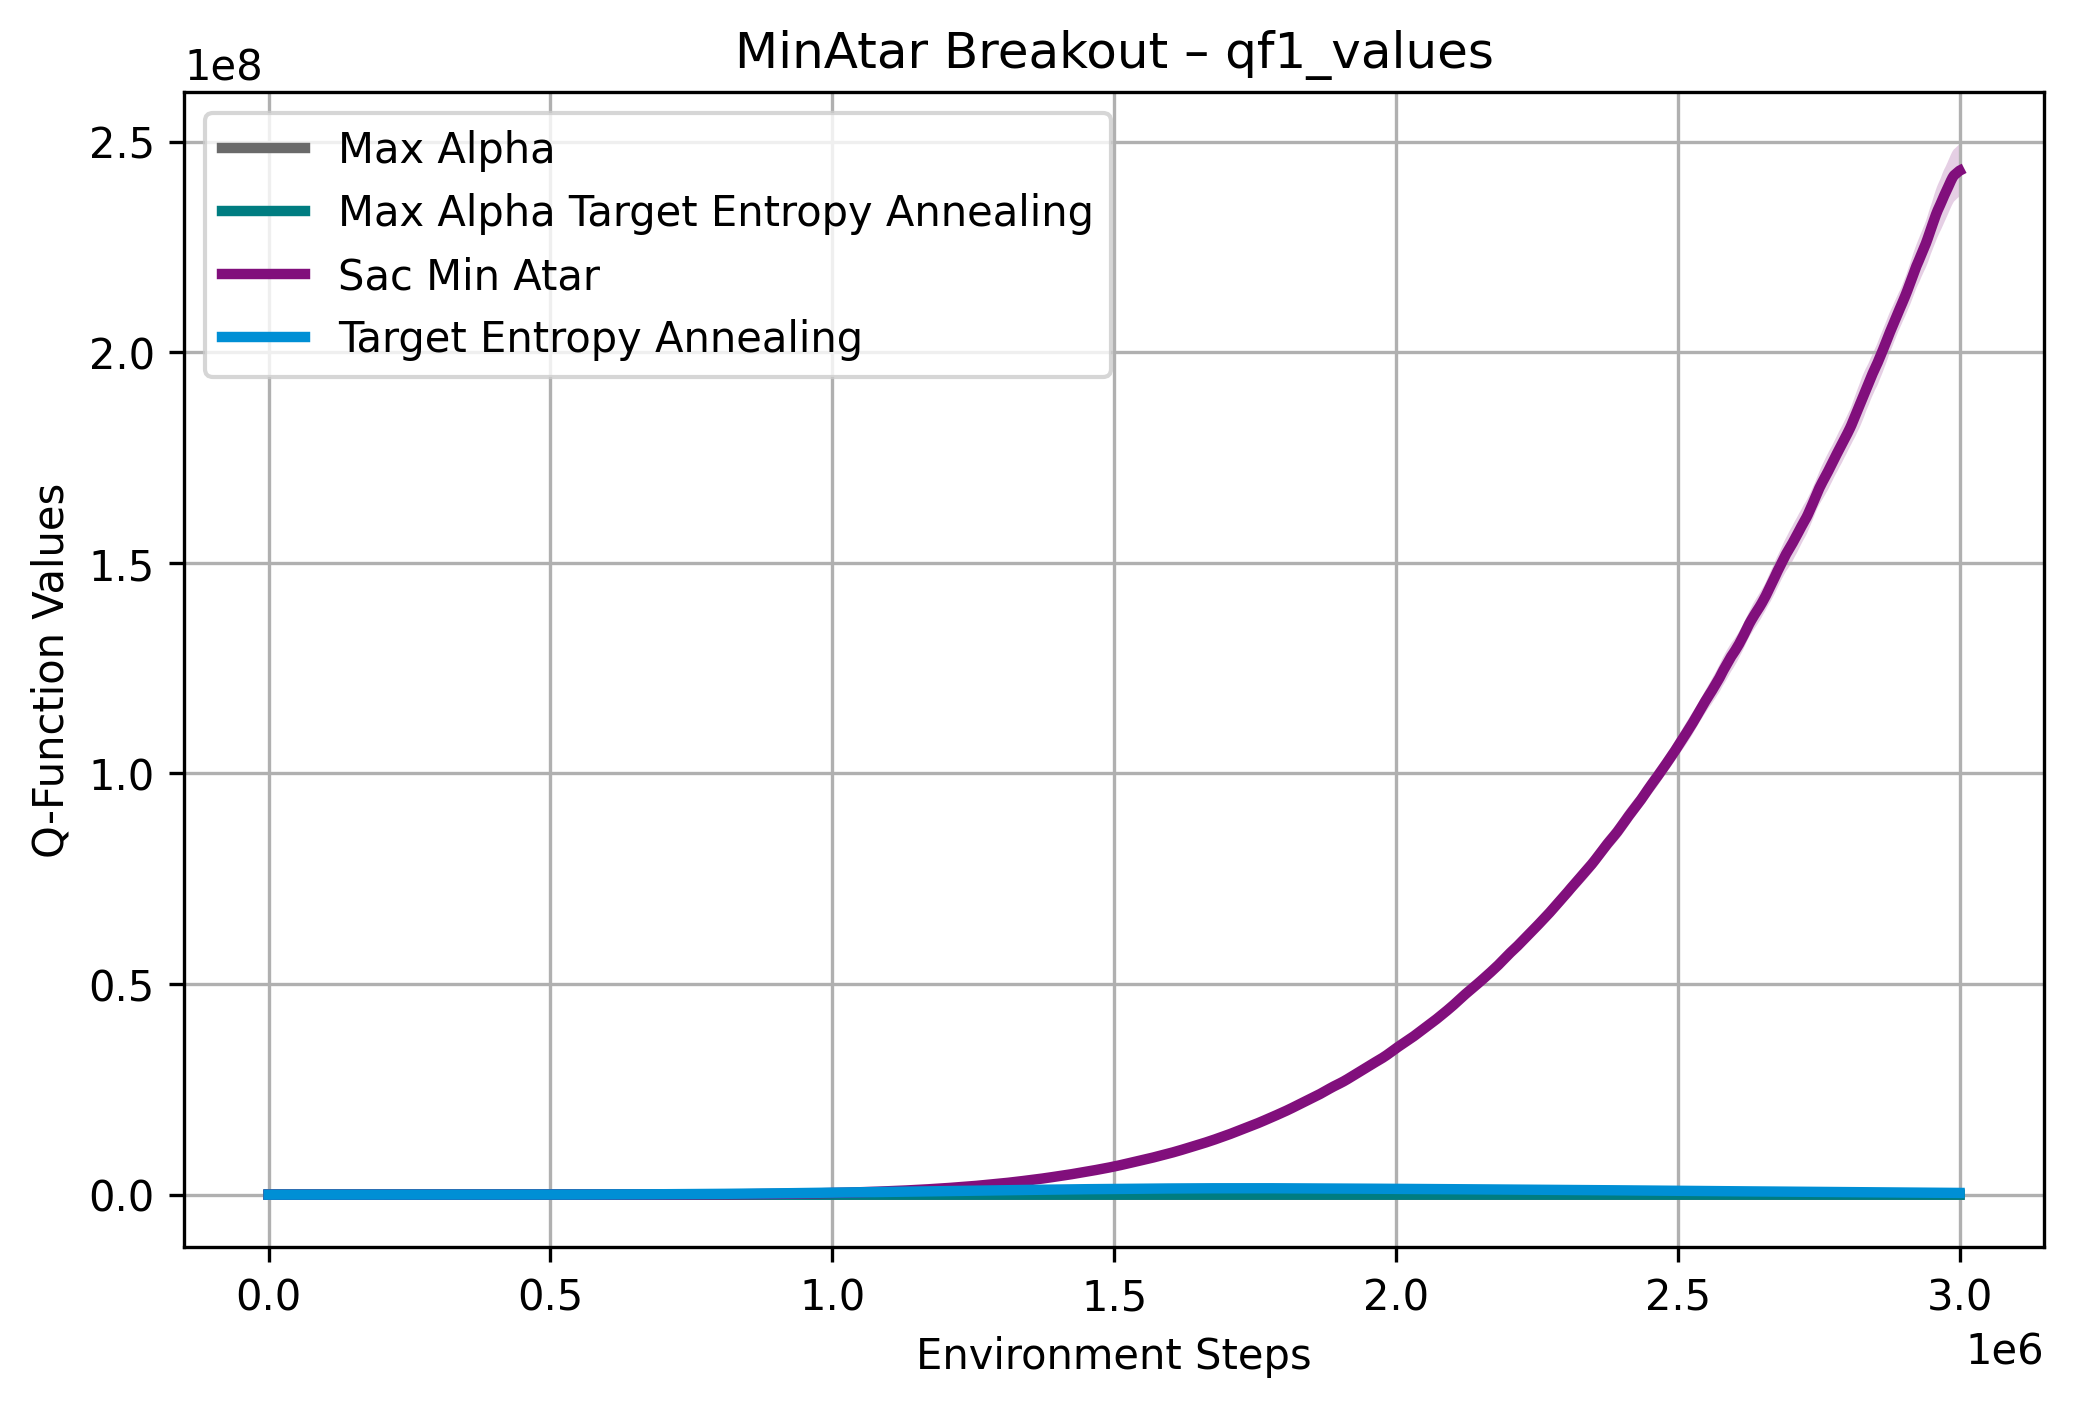 MinAtar Breakout – qf1_values
1e8
2.5
2.0
1.5
1.0
0.5
0.0
Q-Function Values
Max Alpha
Max Alpha Target Entropy Annealing
Sac Min Atar
Target Entropy Annealing
0.0 0.5 1.0 1.5 2.0 2.5 3.0
1e6
Environment Steps